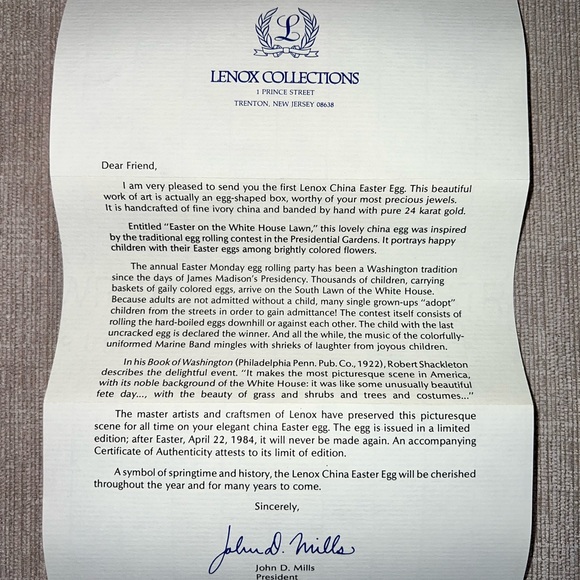 L
LENOX COLLECTIONS
1 PRINCE STREET
TRENTON, NEW JERSEY 08638
Dear Friend,
I am very pleased to send you the first Lenox China Easter Egg. This beautiful
work of art is actually an egg-shaped box, worthy of your most precious jewels.
It is handcrafted of fine ivory china and banded by hand with pure 24 karat gold.
Entitled "Easter on the White House Lawn," this lovely china egg was inspired
by the traditional egg rolling contest in the Presidential Gardens. It portrays happy
children with their Easter eggs among brightly colored flowers.
The annual Easter Monday egg rolling party has been a Washington tradition
since the days of James Madison's Presidency. Thousands of children, carrying
baskets of gaily colored eggs, arrive on the South Lawn of the White House.
Because adults are not admitted without a child, many single grown-ups "adopt"
children from the streets in order to gain admittance! The contest itself consists of
rolling the hard-boiled eggs downhill or against each other. The child with the last
uncracked egg is declared the winner. And all the while, the music of the colorfully-
uniformed Marine Band mingles with shrieks of laughter from joyous children.
In his Book of Washington (Philadelphia Penn. Pub. Co., 1922), Robert Shackleton
describes the delightful event. "It makes the most picturesque scene in America,
with its noble background of the White House: it was like some unusually beautiful
fete day..., with the beauty of grass and shrubs and trees and costumes..."
The master artists and craftsmen of Lenox have preserved this picturesque
scene for all time on your elegant china Easter egg. The egg is issued in a limited
edition; after Easter, April 22, 1984, it will never be made again. An accompanying
Certificate of Authenticity attests to its limit of edition.
A symbol of springtime and history, the Lenox China Easter Egg will be cherished
throughout the year and for many years to come.
Sincerely,
John D. Mills
John D. Mills
President